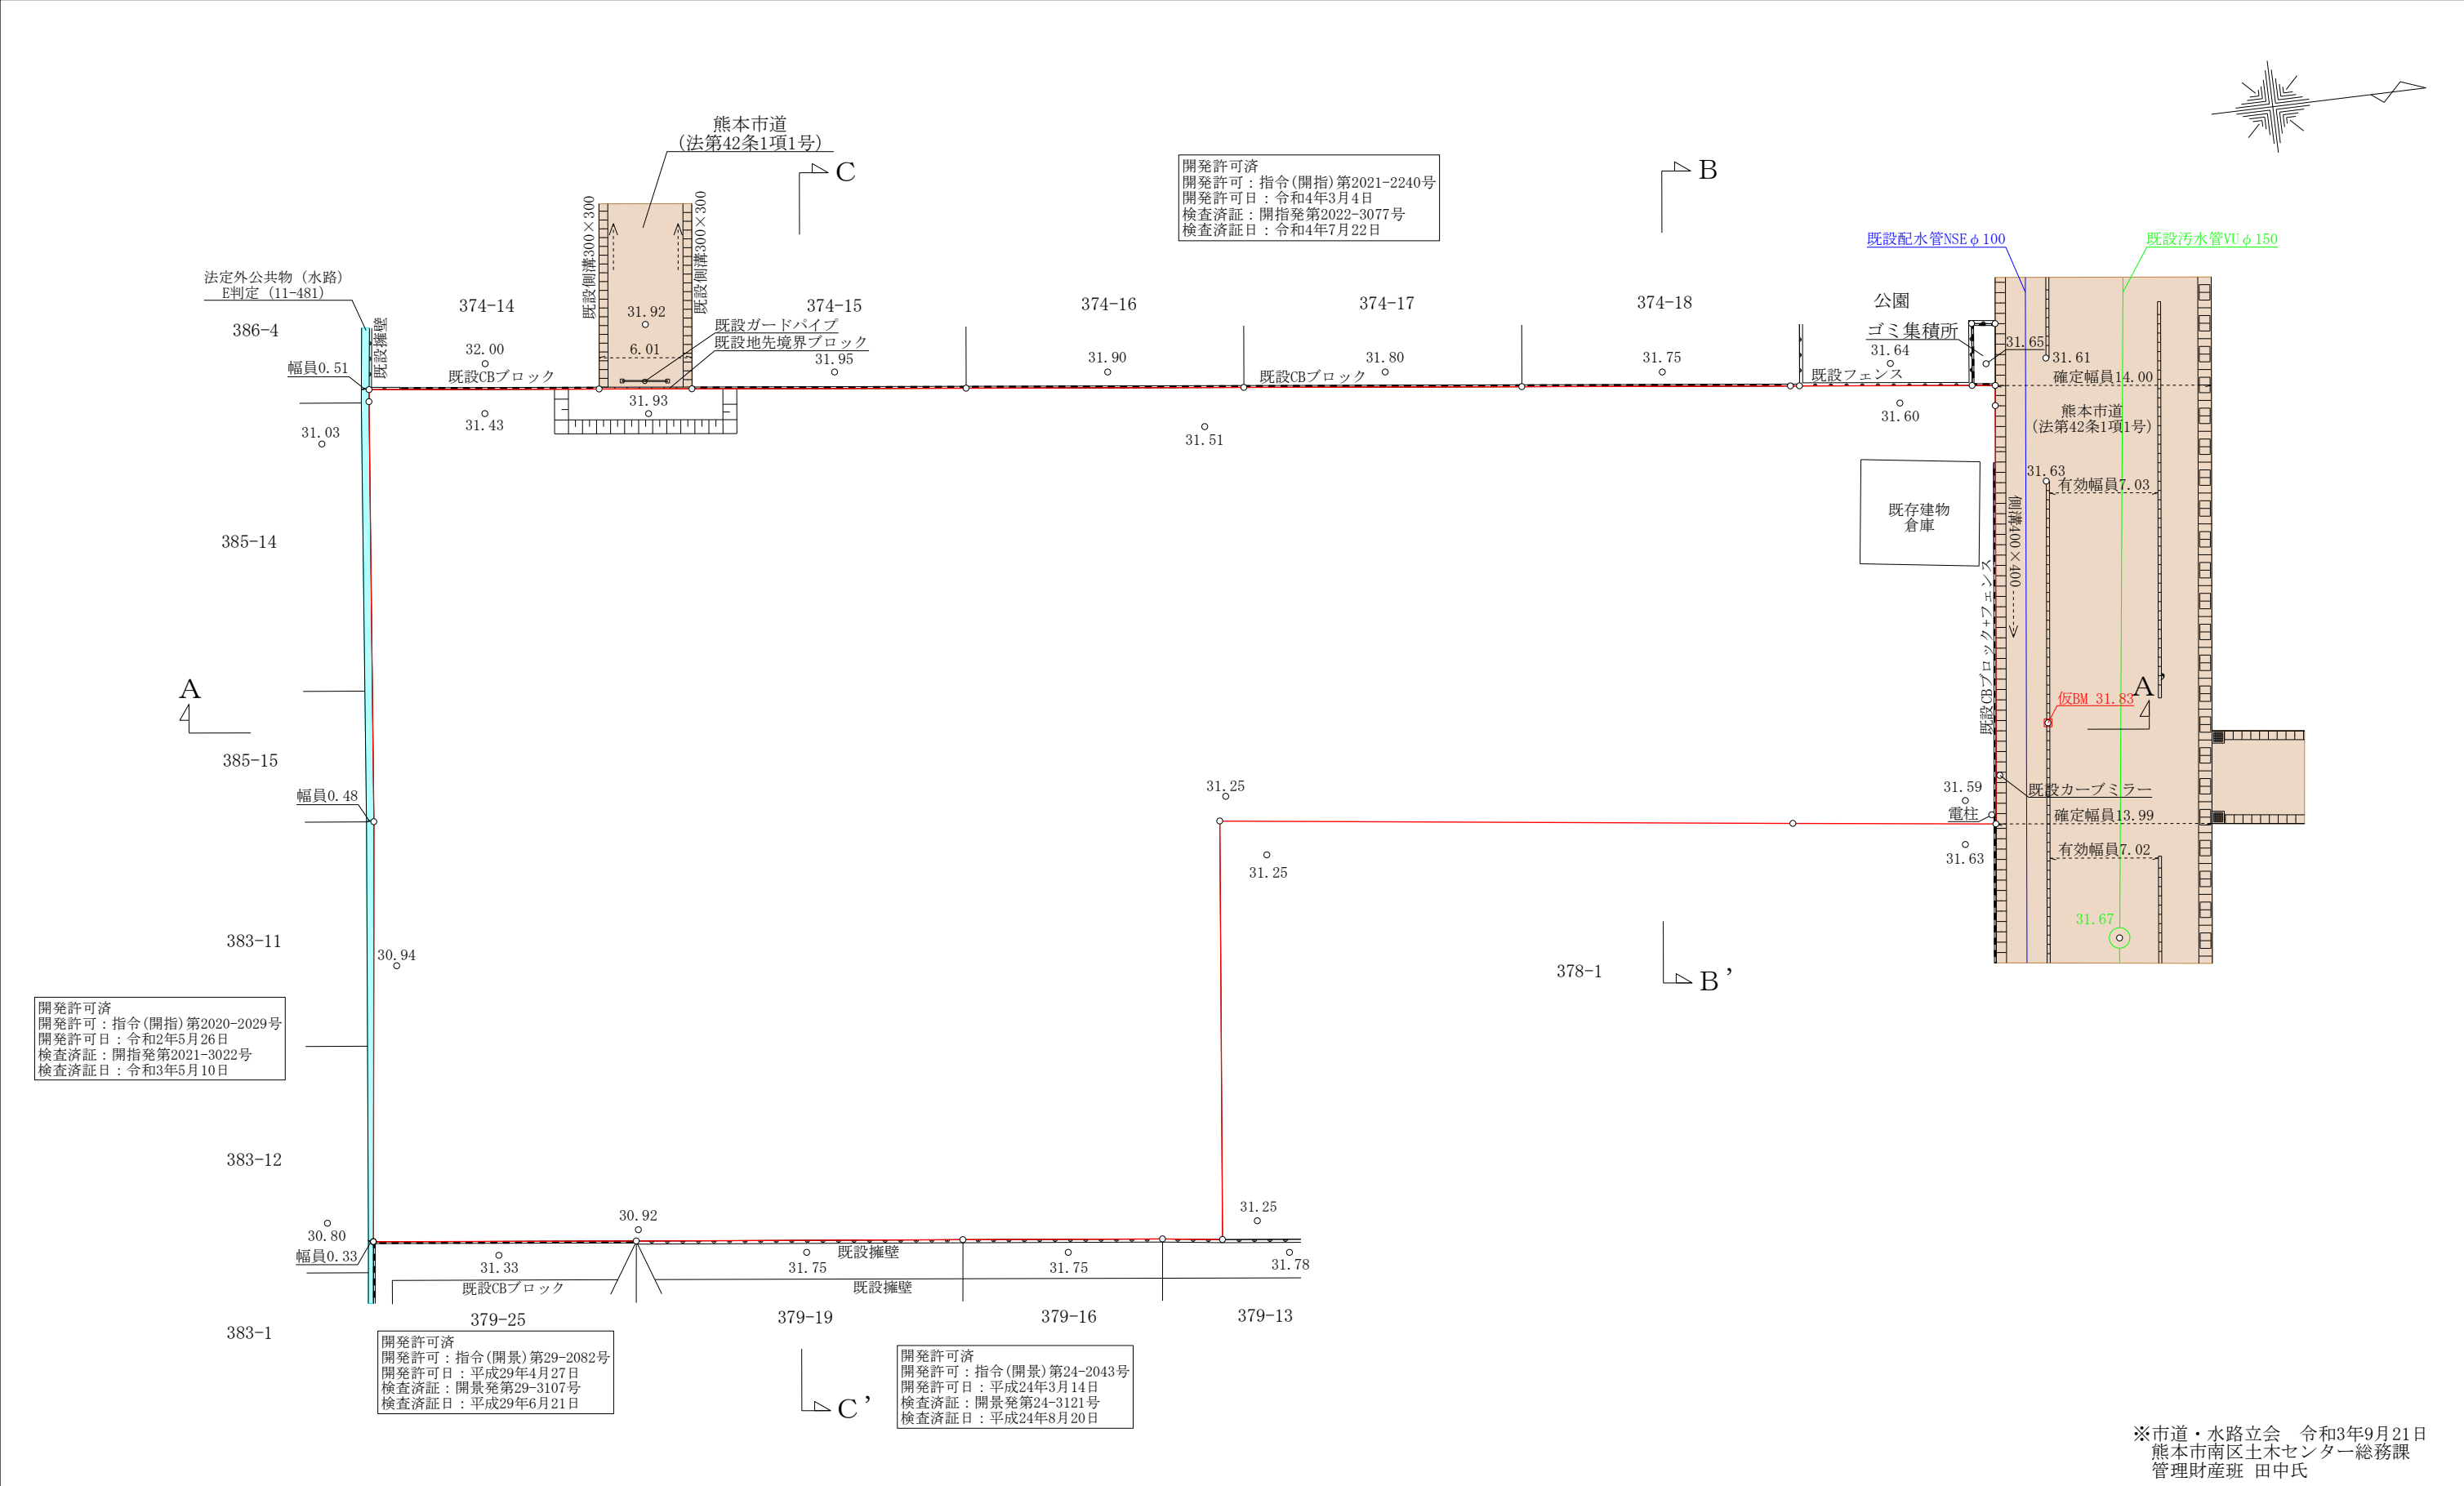 熊本市道
（法第42条1項1号）
C
B
開発許可済
開発許可：指令(開指)第2021-2240号
開発許可日：令和4年3月4日
検査済証：開指発第2022-3077号
検査済証日：令和4年7月22日
既設配水管NSEφ100
既設汚水管VUφ150
法定外公共物（水路）
E判定（11-481）
386-4
既設擁壁
374-14
既設側溝300×300
既設側溝300×300
374-15
374-16
374-17
374-18
公園
ゴミ集積所
31.92
6.01
既設ガードパイプ
既設地先境界ブロック
32.00
31.95
31.90
31.80
31.75
31.64
31.65
31.61
幅員0.51
既設CBブロック
既設CBブロック
既設フェンス
確定幅員14.00
31.03
31.43
31.93
31.51
31.60
熊本市道
（法第42条1項1号）
31.63
有効幅員7.03
385-14
既存建物
倉庫
側溝400×400
既設CBブロック+フェンス
A
A’
仮BM 31.83
385-15
幅員0.48
31.25
31.59
既設カーブミラー
電柱
確定幅員13.99
31.25
31.63
有効幅員7.02
31.67
383-11
30.94
378-1
B’
開発許可済
開発許可：指令(開指)第2020-2029号
開発許可日：令和2年5月26日
検査済証：開指発第2021-3022号
検査済証日：令和3年5月10日
383-12
30.80
幅員0.33
30.92
31.25
既設擁壁
31.33
31.75
31.75
31.78
既設CBブロック
既設擁壁
379-25
379-19
379-16
379-13
383-1
開発許可済
開発許可：指令(開景)第29-2082号
開発許可日：平成29年4月27日
検査済証：開景発第29-3107号
検査済証日：平成29年6月21日
開発許可済
開発許可：指令(開景)第24-2043号
開発許可日：平成24年3月14日
検査済証：開景発第24-3121号
検査済証日：平成24年8月20日
C’
※市道・水路立会　令和3年9月21日
熊本市南区土木センター総務課
管理財産班 田中氏